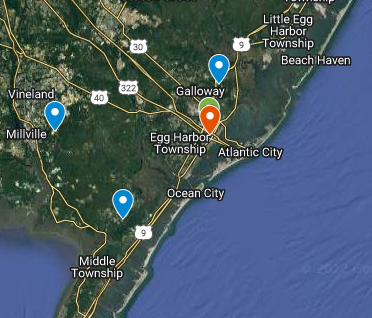 Township
Little Egg
Harbor
Township
30
9
Beach Haven
322
Galloway
Vineland
40
Millville
Egg Harbor
Township
Atlantic City
Ocean City
9
Middle
Township